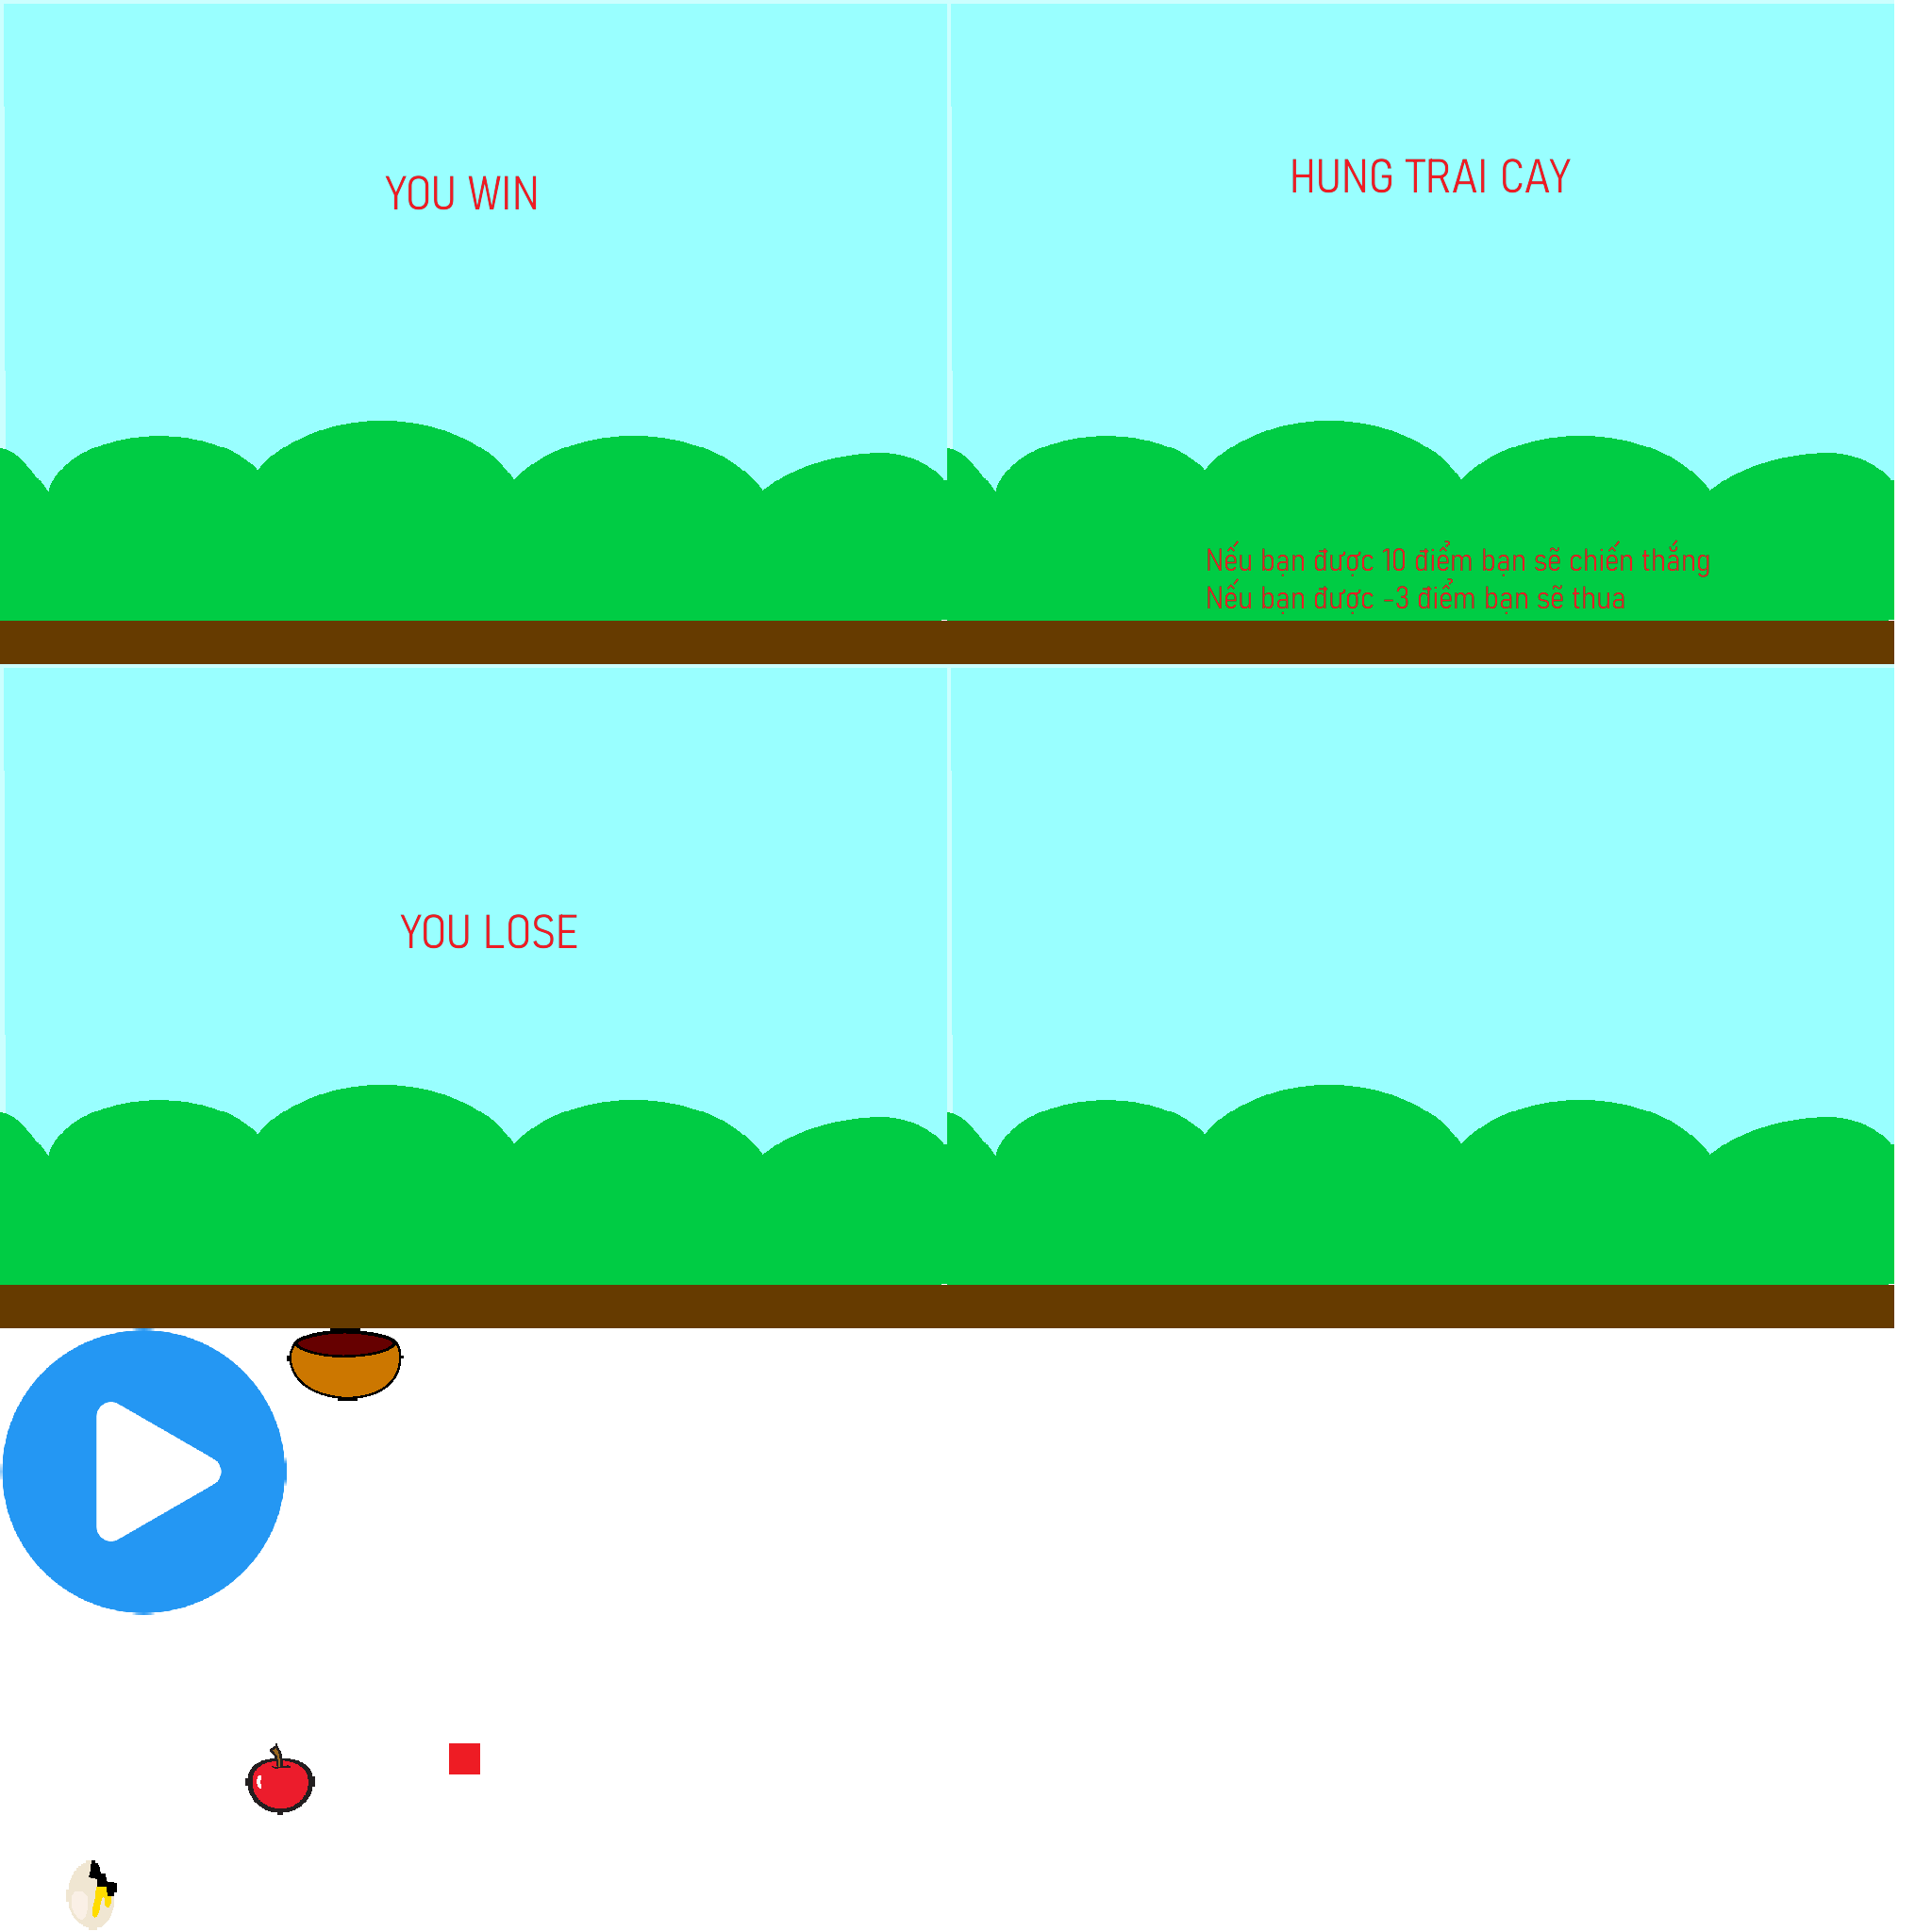 YOU WIN
HUNG TRAI CAY
Nếu bạn được 10 điểm bạn sẽ chiến thắng
Nếu bạn được -3 điểm bạn sẽ thua
YOU LOSE